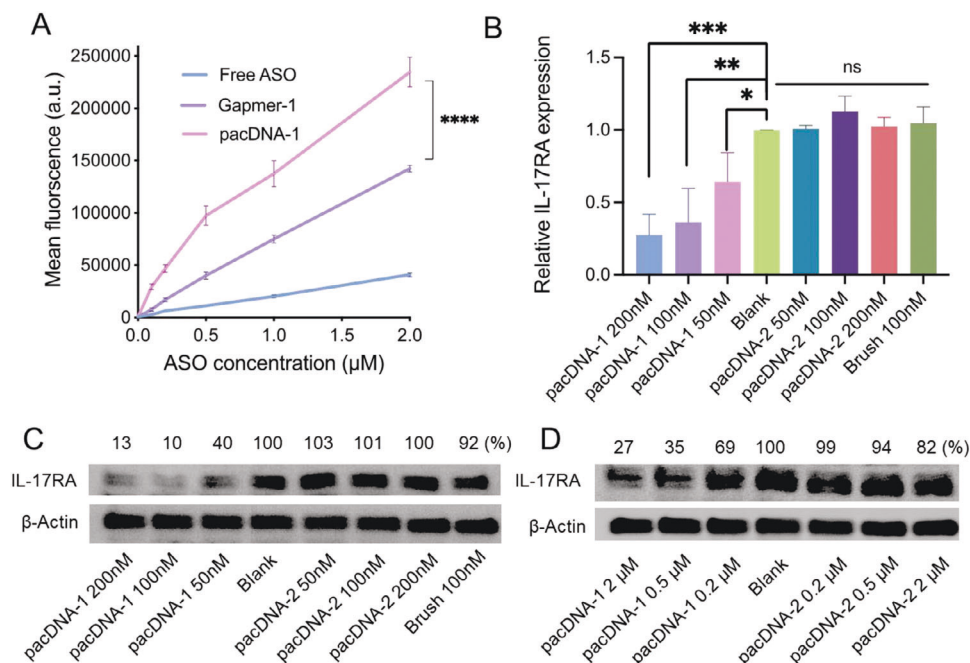 A
Mean fluorescence (a.u.)
250000
200000
150000
100000
50000
0
0.0 0.5 1.0 1.5 2.0
ASO concentration (μM)
Free ASO
Gapmer-1
pacDNA-1
****
B
Relative IL-17RA expression
1.5
1.0
0.5
0.0
***
**
*
ns
pacDNA-1 200nM
pacDNA-1 100nM
pacDNA-1 50nM
Blank
pacDNA-2 50nM
pacDNA-2 100nM
pacDNA-2 200nM
Brush 100nM
C
13 10 40 100 103 101 100 92 (%)
IL-17RA
β-Actin
pacDNA-1 200nM
pacDNA-1 100nM
pacDNA-1 50nM
Blank
pacDNA-2 50nM
pacDNA-2 100nM
pacDNA-2 200nM
Brush 100nM
D
27 35 69 100 99 94 82 (%)
IL-17RA
β-Actin
pacDNA-1 2 μM
pacDNA-1 0.5 μM
pacDNA-1 0.2 μM
Blank
pacDNA-2 0.2 μM
pacDNA-2 0.5 μM
pacDNA-2 2 μM